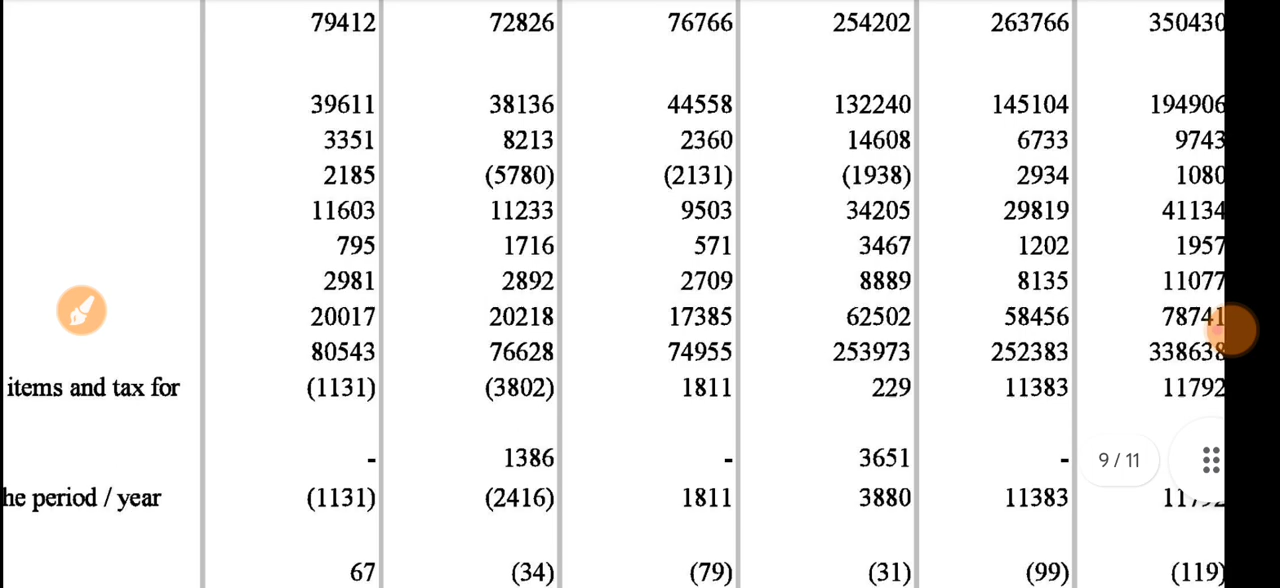 79412 72826 76766 254202 263766 350430
39611 38136 44558 132240 145104 194906
3351 8213 2360 14608 6733 9743
2185 (5780) (2131) (1938) 2934 1080
11603 11233 9503 34205 29819 41134
795 1716 571 3467 1202 1957
2981 2892 2709 8889 8135 11077
20017 20218 17385 62502 58456 78741
80543 76628 74955 253973 252383 338638
items and tax for (1131) (3802) 1811 229 11383 11792
- 1386 - 3651 - 9 / 11
he period / year (1131) (2416) 1811 3880 11383
67 (34) (79) (31) (99) (119)